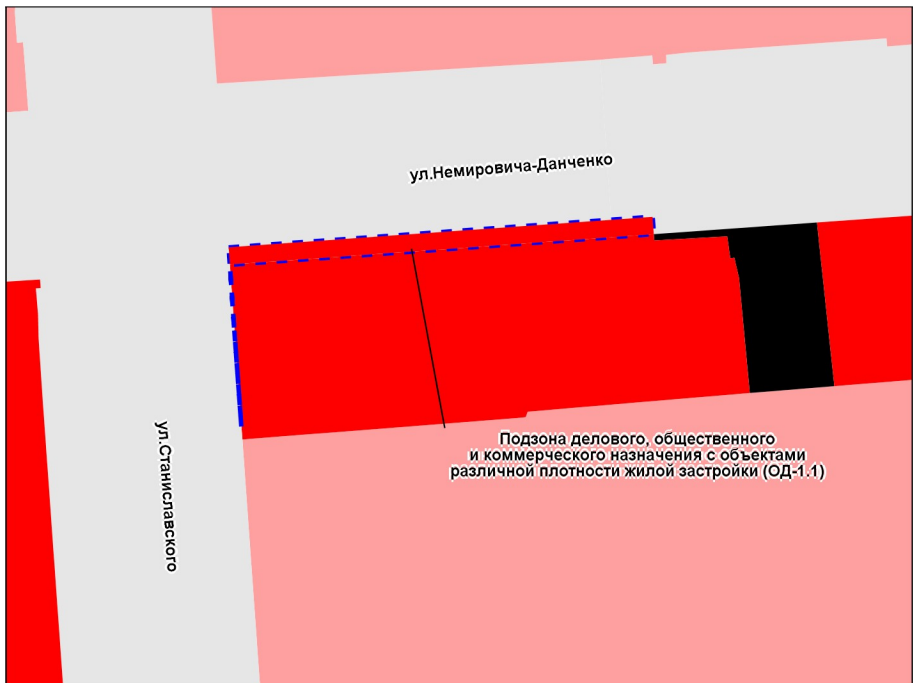 ул.Немировича-Данченко
ул.Станиславского
Подзона делового, общественного
и коммерческого назначения с объектами
различной плотности жилой застройки (ОД-1.1)